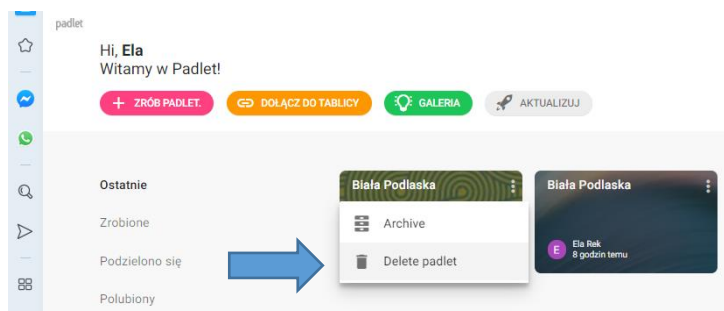 padlet
Hi, Ela
Witamy w Padlet!
+ ZRÓB PADLET.
DOŁĄCZ DO TABLICY
GALERIA
AKTUALIZUJ
Ostatnie
Zrobione
Podzielono się
Polubiony
Biała Podlaska
Archive
Delete padlet
Biała Podlaska
E
Ela Rek
8 godzin temu